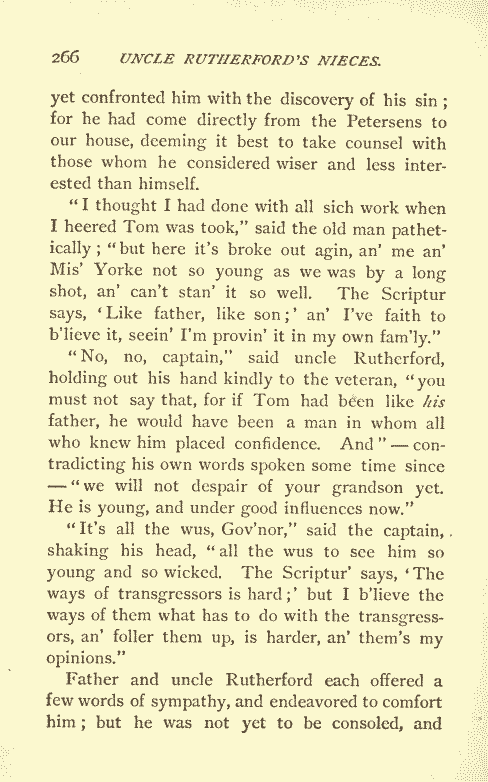 266 UNCLE RUTHERFORD'S NIECES.
yet confronted him with the discovery of his sin ;
for he had come directly from the Petersens to
our house, deeming it best to take counsel with
those whom he considered wiser and less inter-
ested than himself.
“ I thought I had done with all sich work when
I heered Tom was took,” said the old man pathet-
ically ; “ but here it's broke out agin, an' me an'
Mis' Yorke not so young as we was by a long
shot, an' can't stan' it so well. The Scriptur
says, ‘ Like father, like son ; ’ an' I've faith to
b'lieve it, seein' I'm provin' it in my own fam'ly.”
“ No, no, captain,” said uncle Rutherford,
holding out his hand kindly to the veteran, “ you
must not say that, for if Tom had been like his
father, he would have been a man in whom all
who knew him placed confidence. And ” — con-
tradicting his own words spoken some time since
— “ we will not despair of your grandson yet.
He is young, and under good influences now.”
“ It's all the wus, Gov'nor,” said the captain,
shaking his head, “ all the wus to see him so
young and so wicked. The Scriptur' says, ‘ The
ways of transgressors is hard ; ’ but I b'lieve the
ways of them what has to do with the transgress-
ors, an' foller them up, is harder, an' them's my
opinions.”
Father and uncle Rutherford each offered a
few words of sympathy, and endeavored to comfort
him ; but he was not yet to be consoled, and